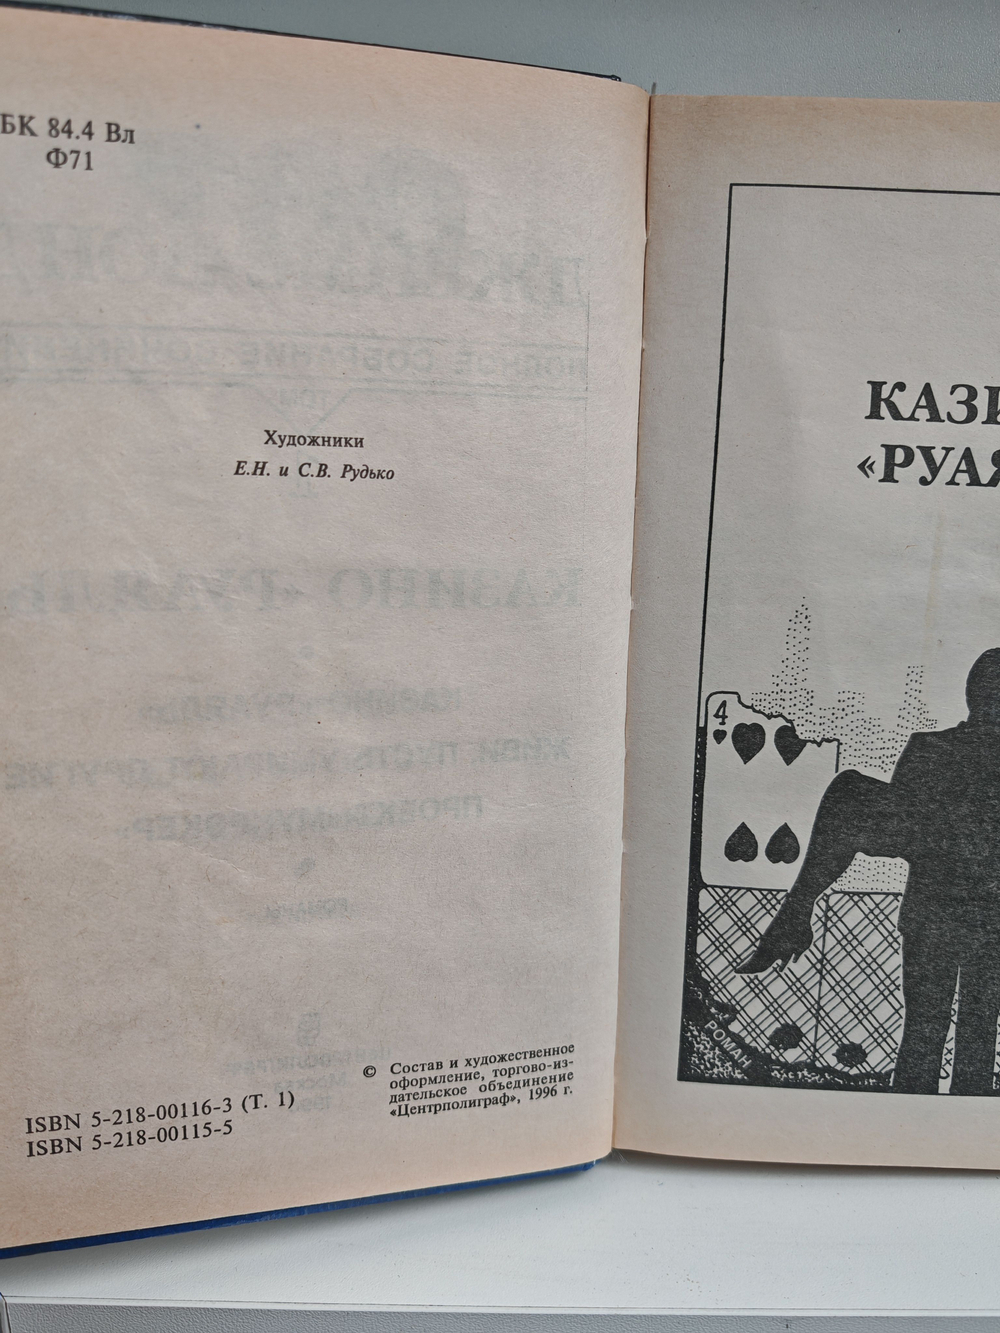 БК 84.4 Вл
Ф71
Художники
Е.Н. и С.В. Рудько
© Состав и художественное
оформление, торгово-из-
дательское объединение
«Центрполиграф», 1996 г.
ISBN 5-218-00116-3 (Т. 1)
ISBN 5-218-00115-5
КАЗИ
«РУАЯ
4
РОМАН